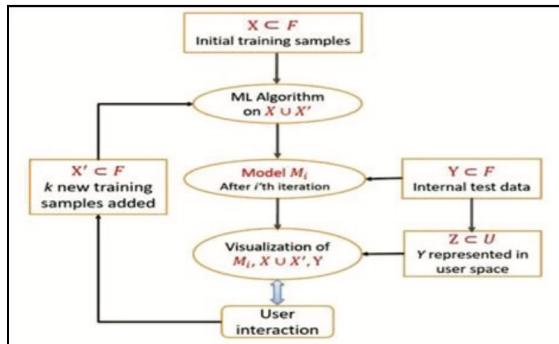 X ⊂ F
Initial training samples
ML Algorithm
on X ∪ X′
X′ ⊂ F
k new training
samples added
Model Mᵢ
After i'th iteration
Y ⊂ F
Internal test data
Visualization of
Mᵢ, X ∪ X′, Y
Z ⊂ U
Y represented in
user space
User
interaction